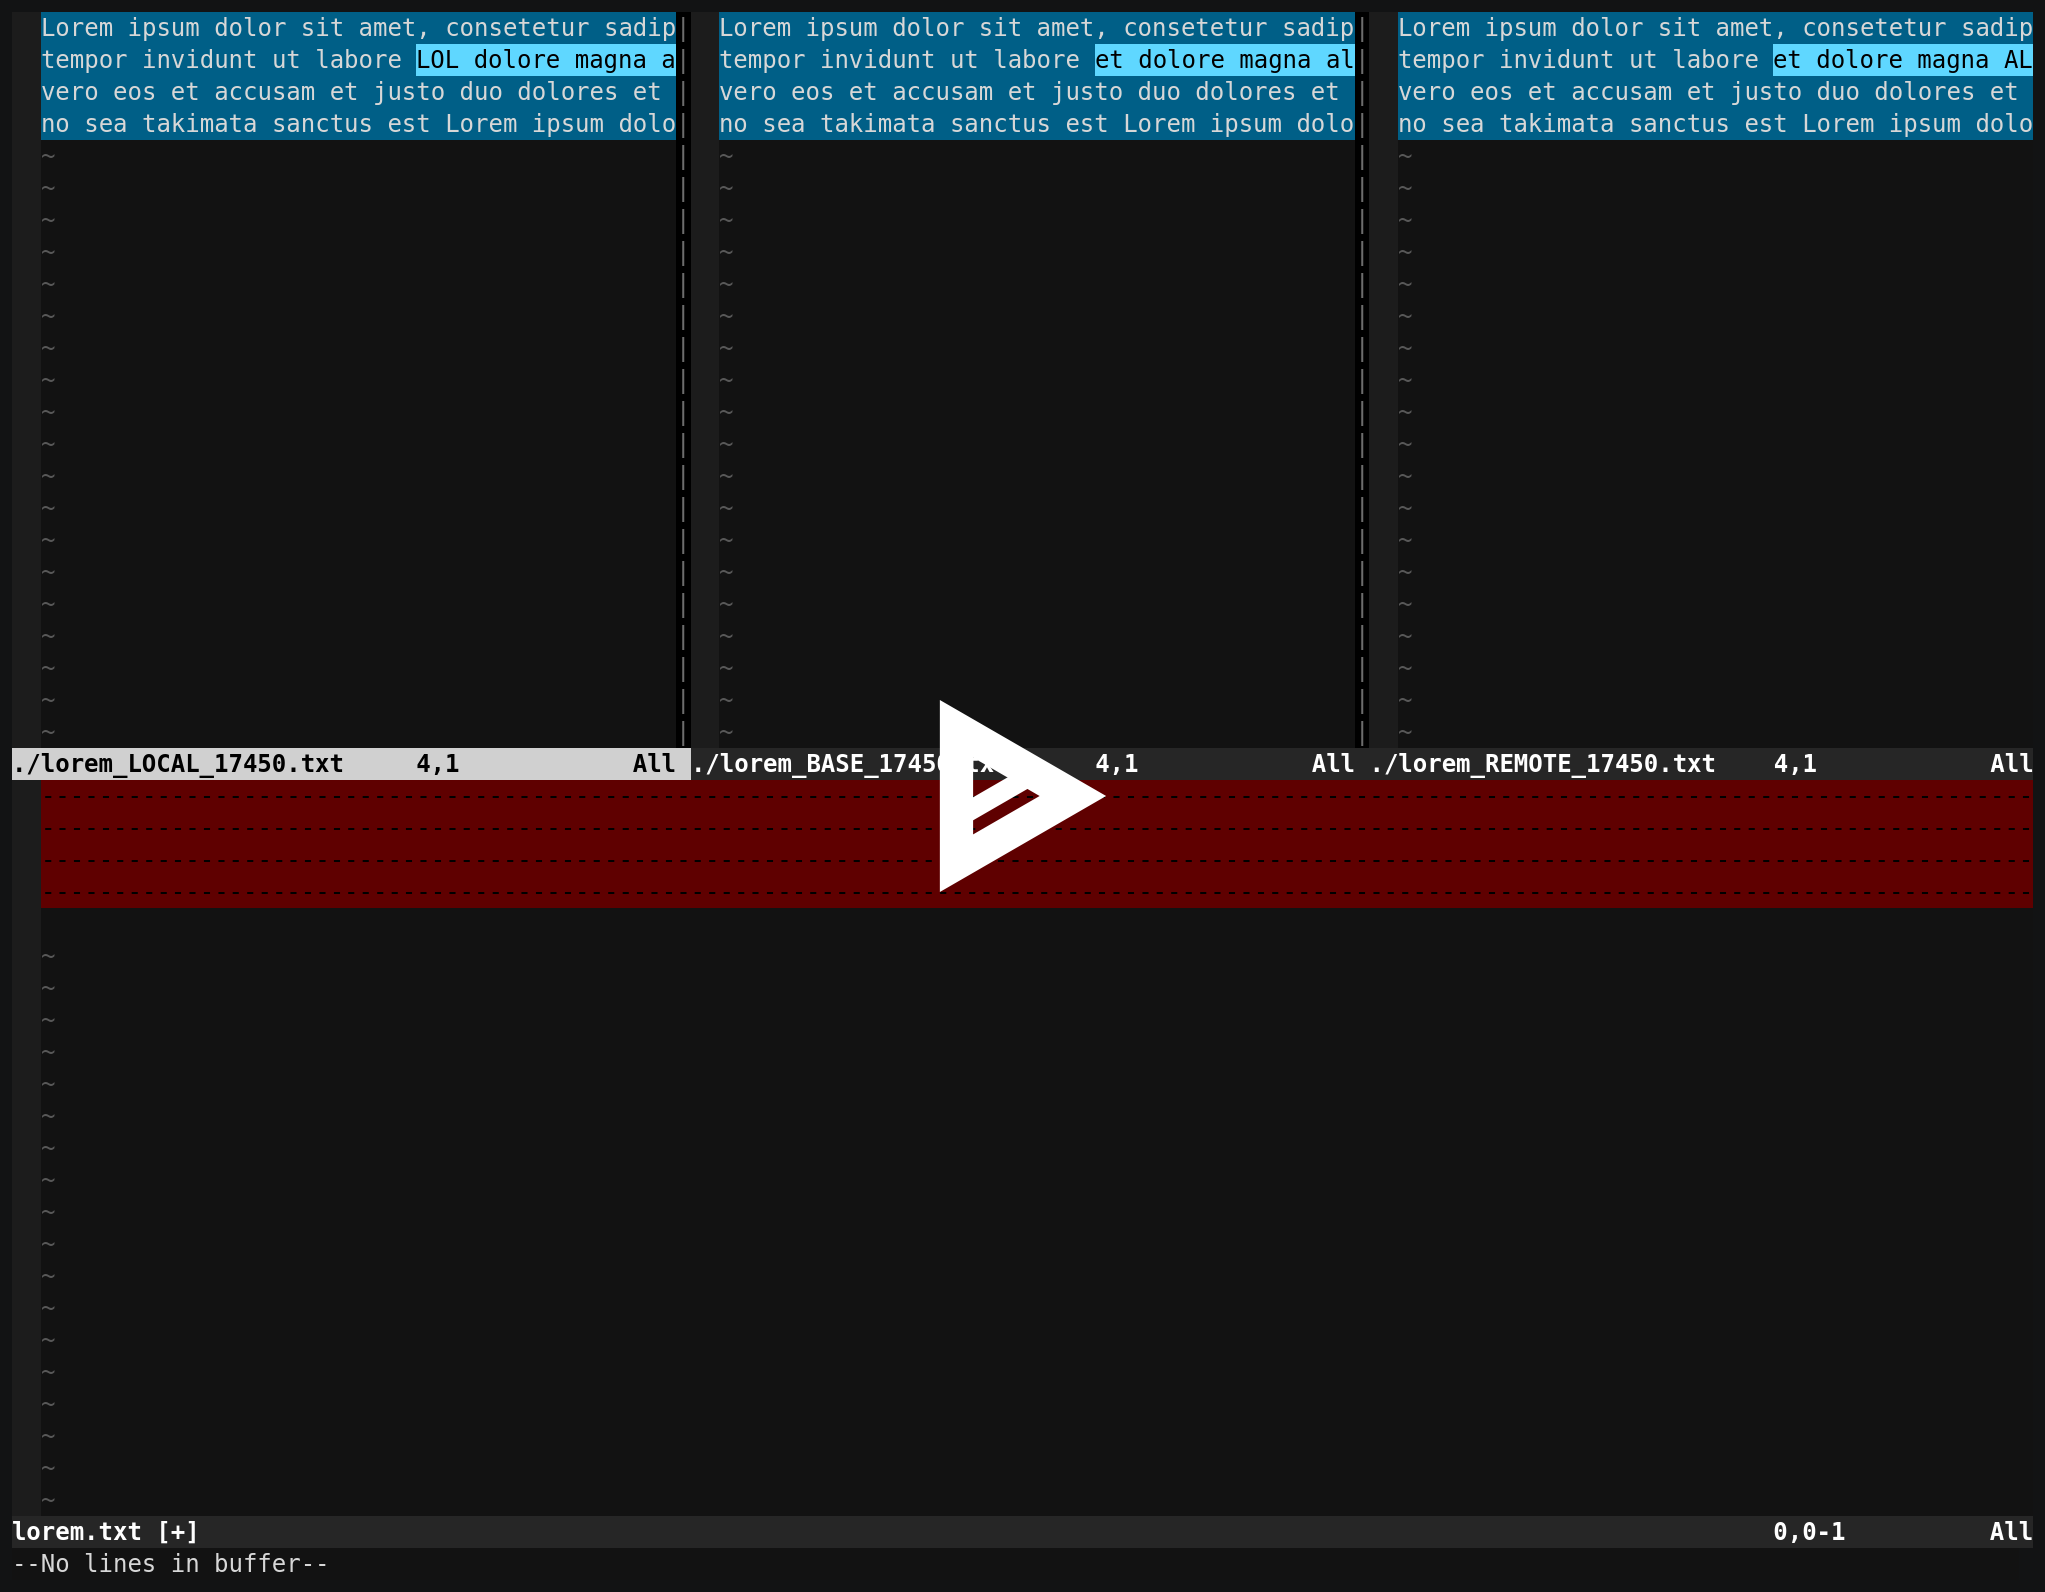 Lorem ipsum dolor sit amet, consetetur sadip
tempor invidunt ut labore LOL dolore magna a
vero eos et accusam et justo duo dolores et
no sea takimata sanctus est Lorem ipsum dolo
./lorem_LOCAL_17450.txt 4,1 All
Lorem ipsum dolor sit amet, consetetur sadip
tempor invidunt ut labore et dolore magna al
vero eos et accusam et justo duo dolores et
no sea takimata sanctus est Lorem ipsum dolo
4,1 All
Lorem ipsum dolor sit amet, consetetur sadip
tempor invidunt ut labore et dolore magna AL
vero eos et accusam et justo duo dolores et
no sea takimata sanctus est Lorem ipsum dolo
./lorem_REMOTE_17450.txt 4,1 All
lorem.txt [+] 0,0-1 All
--No lines in buffer--